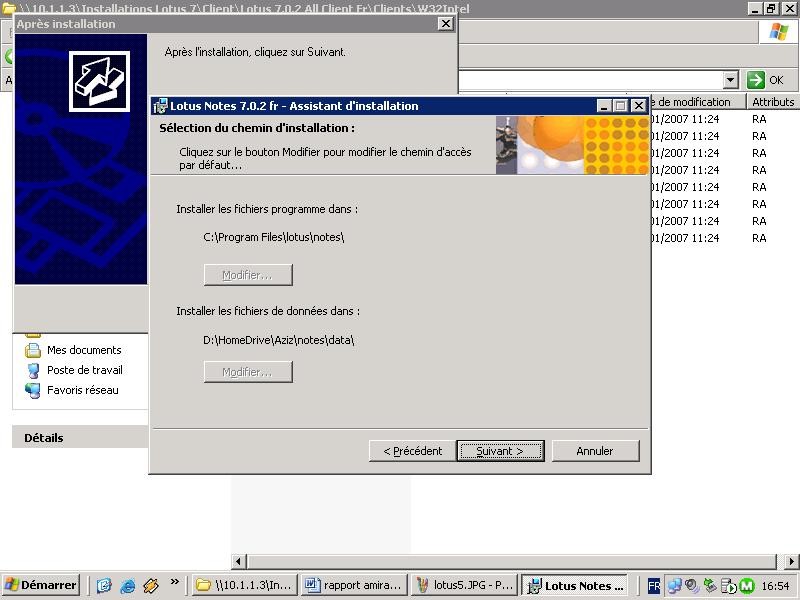 \\10.1.1.3\Installations Lotus 7\Client\Lotus 7.0.2 All Client Fr\Clients\W32Intel
Après installation
Après l'installation, cliquez sur Suivant.
OK
Lotus Notes 7.0.2 fr - Assistant d'installation
e de modification
Attributs
Sélection du chemin d'installation :
Cliquez sur le bouton Modifier pour modifier le chemin d'accès
par défaut...
01/2007 11:24 RA
01/2007 11:24 RA
01/2007 11:24 RA
01/2007 11:24 RA
01/2007 11:24 RA
01/2007 11:24 RA
01/2007 11:24 RA
01/2007 11:24 RA
Installer les fichiers programme dans :
C:\Program Files\lotus\notes\
Modifier...
Installer les fichiers de données dans :
D:\HomeDrive\Aziz\notes\data\
Modifier...
Mes documents
Poste de travail
Favoris réseau
Détails
< Précédent
Suivant >
Annuler
Démarrer
»
\\10.1.1.3\In...
rapport amira...
lotus5.JPG - P...
Lotus Notes ...
FR
16:54